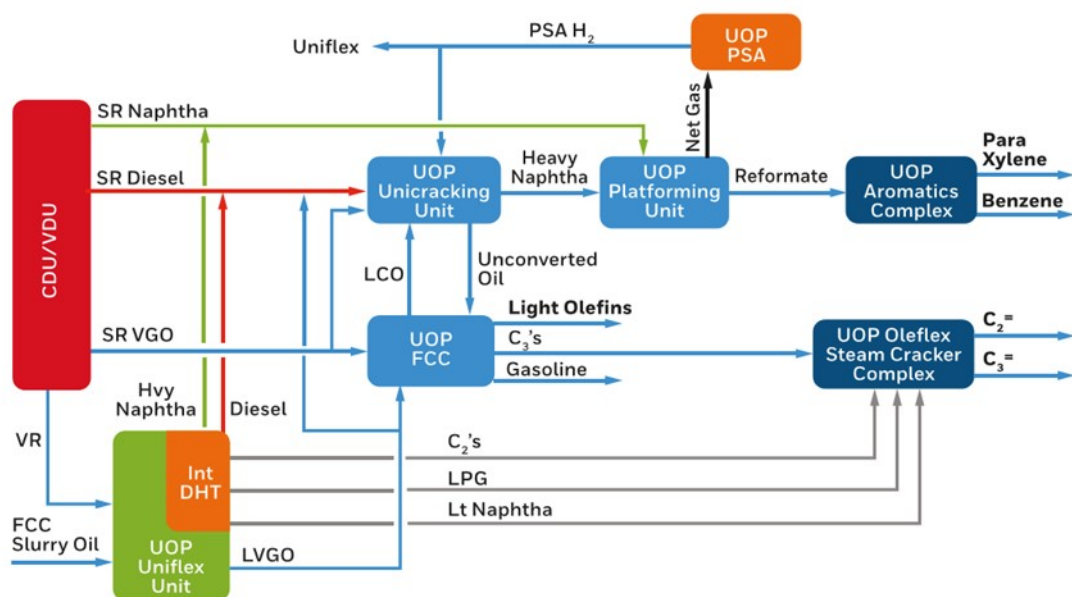 PSA H₂
Uniflex
UOP
PSA
SR Naphtha
Net Gas
SR Diesel
UOP
Unicracking
Unit
Heavy
Naphtha
UOP
Platforming
Unit
Reformate
UOP
Aromatics
Complex
Para
Xylene
Benzene
CDU/VDU
LCO
Unconverted
Oil
SR VGO
UOP
FCC
Light Olefins
C₃'s
Gasoline
UOP Oleflex
Steam Cracker
Complex
C₂=
C₃=
Hvy
Naphtha
Diesel
VR
Int
DHT
C₂'s
LPG
Lt Naphtha
FCC
Slurry Oil
UOP
Uniflex
Unit
LVGO